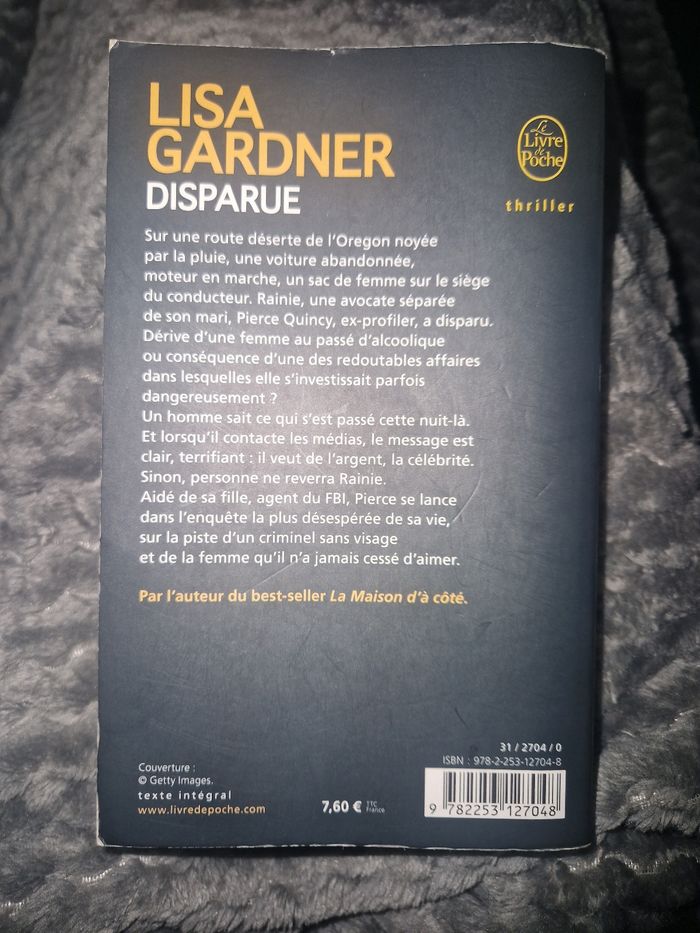 LISA
GARDNER
DISPARUE
Le
Livre
de
Poche
thriller
Sur une route déserte de l'Oregon noyée
par la pluie, une voiture abandonnée,
moteur en marche, un sac de femme sur le siège
du conducteur. Rainie, une avocate séparée
de son mari, Pierce Quincy, ex-profiler, a disparu.
Dérive d'une femme au passé d'alcoolique
ou conséquence d'une des redoutables affaires
dans lesquelles elle s'investissait parfois
dangereusement ?
Un homme sait ce qui s'est passé cette nuit-là.
Et lorsqu'il contacte les médias, le message est
clair, terrifiant : il veut de l'argent, la célébrité.
Sinon, personne ne reverra Rainie.
Aidé de sa fille, agent du FBI, Pierce se lance
dans l'enquête la plus désespérée de sa vie,
sur la piste d'un criminel sans visage
et de la femme qu'il n'a jamais cessé d'aimer.
Par l'auteur du best-seller La Maison d'à côté.
31 / 2704 / 0
ISBN : 978-2-253-12704-8
Couverture :
© Getty Images.
texte intégral
www.livredepoche.com
7,60 € TTC
France
9 782253 127048